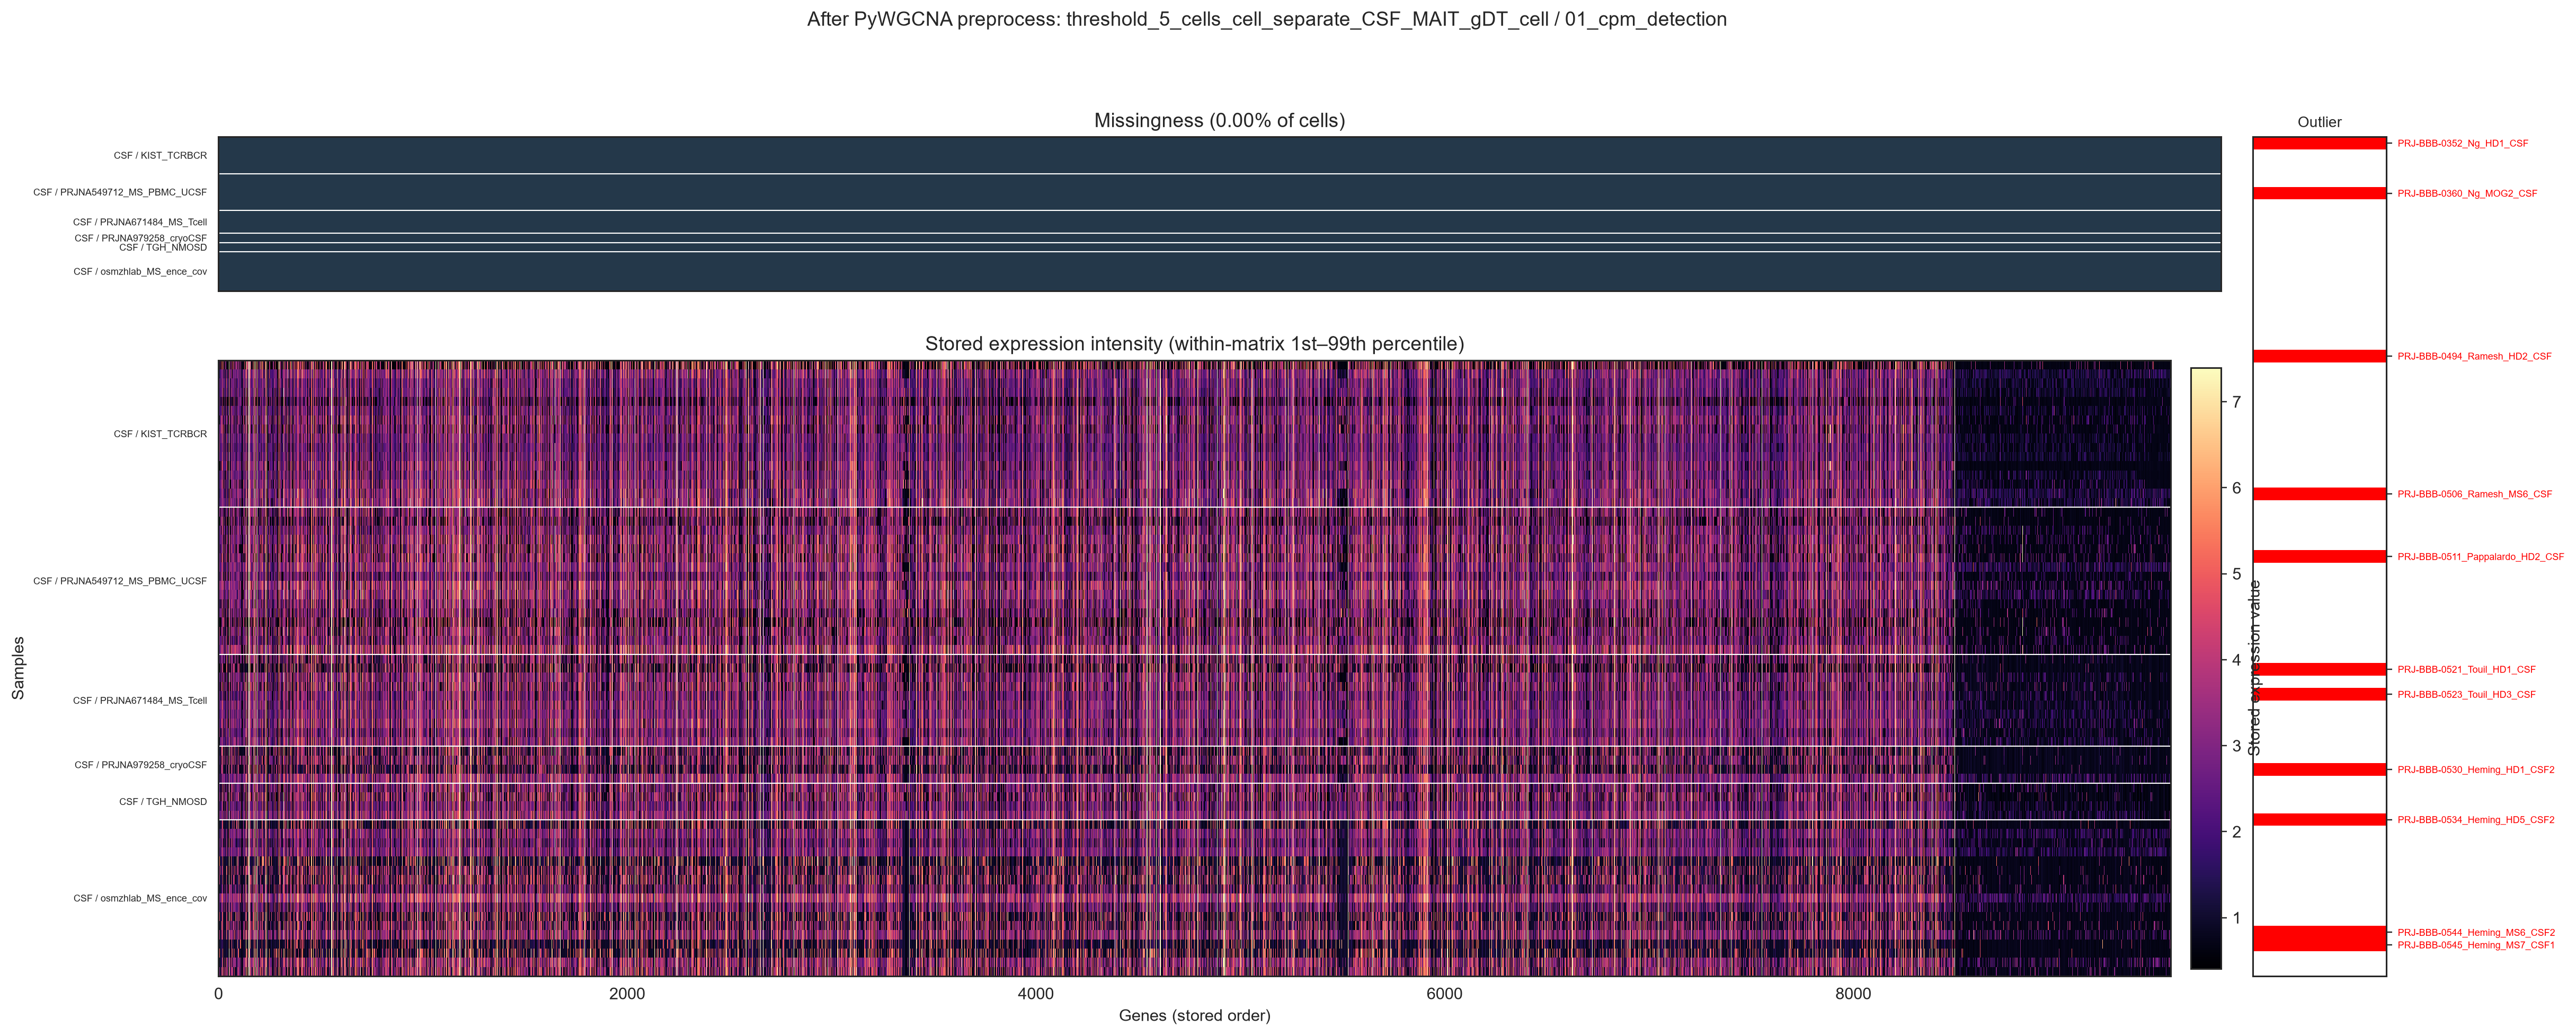 After PyWGCNA preprocess: threshold_5_cells_cell_separate_CSF_MAIT_gDT_cell / 01_cpm_detection
Missingness (0.00% of cells)
CSF / KIST_TCRBCR
CSF / PRJNA549712_MS_PBMC_UCSF
CSF / PRJNA671484_MS_Tcell
CSF / PRJNA979258_cryoCSF
CSF / TGH_NMOSD
CSF / osmzhlab_MS_ence_cov
Stored expression intensity (within-matrix 1st–99th percentile)
Samples
CSF / KIST_TCRBCR
CSF / PRJNA549712_MS_PBMC_UCSF
CSF / PRJNA671484_MS_Tcell
CSF / PRJNA979258_cryoCSF
CSF / TGH_NMOSD
CSF / osmzhlab_MS_ence_cov
0 2000 4000 6000 8000
Genes (stored order)
7
6
5
4
3
2
1
Stored expression value
Outlier
PRJ-BBB-0352_Ng_HD1_CSF
PRJ-BBB-0360_Ng_MOG2_CSF
PRJ-BBB-0494_Ramesh_HD2_CSF
PRJ-BBB-0506_Ramesh_MS6_CSF
PRJ-BBB-0511_Pappalardo_HD2_CSF
PRJ-BBB-0521_Touil_HD1_CSF
PRJ-BBB-0523_Touil_HD3_CSF
PRJ-BBB-0530_Heming_HD1_CSF2
PRJ-BBB-0534_Heming_HD5_CSF2
PRJ-BBB-0544_Heming_MS6_CSF2
PRJ-BBB-0545_Heming_MS7_CSF1